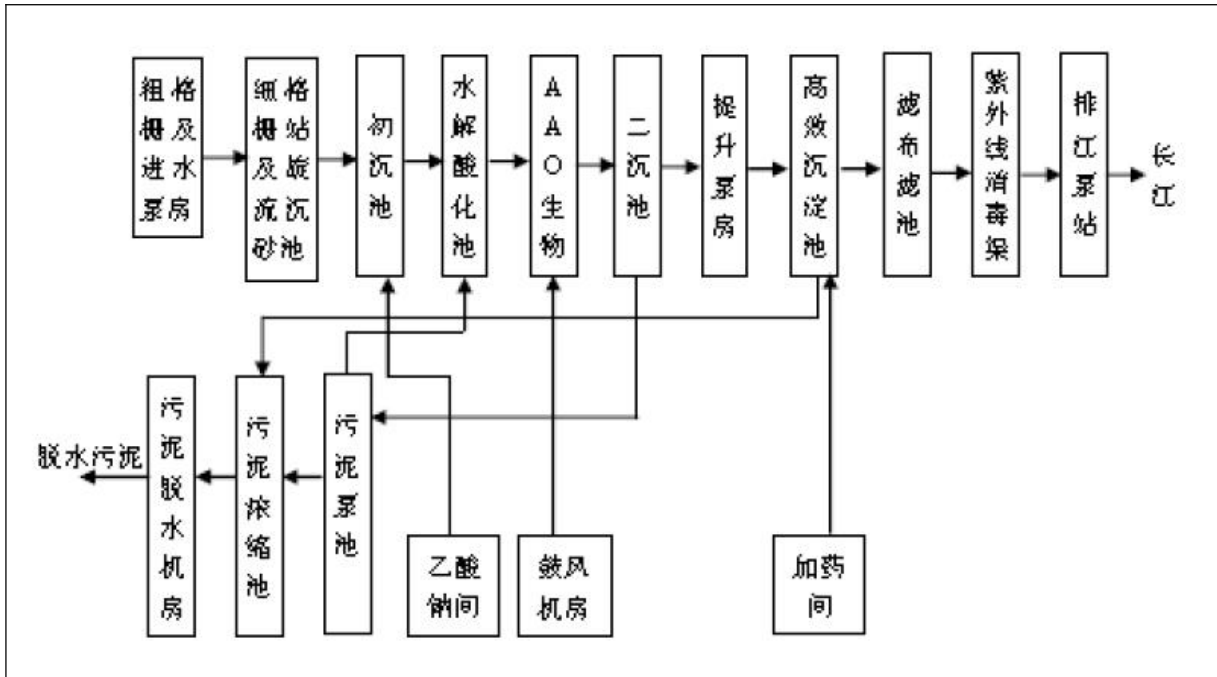 粗格栅及进水泵房
细格栅站及旋流沉砂池
初沉池
水解酸化池
AAO生物
二沉池
提升泵房
高效沉淀池
滤布滤池
紫外线消毒渠
排江泵站
长江
脱水污泥
污泥脱水机房
污泥浓缩池
污泥泵池
乙酸
钠间
鼓风
机房
加药
间